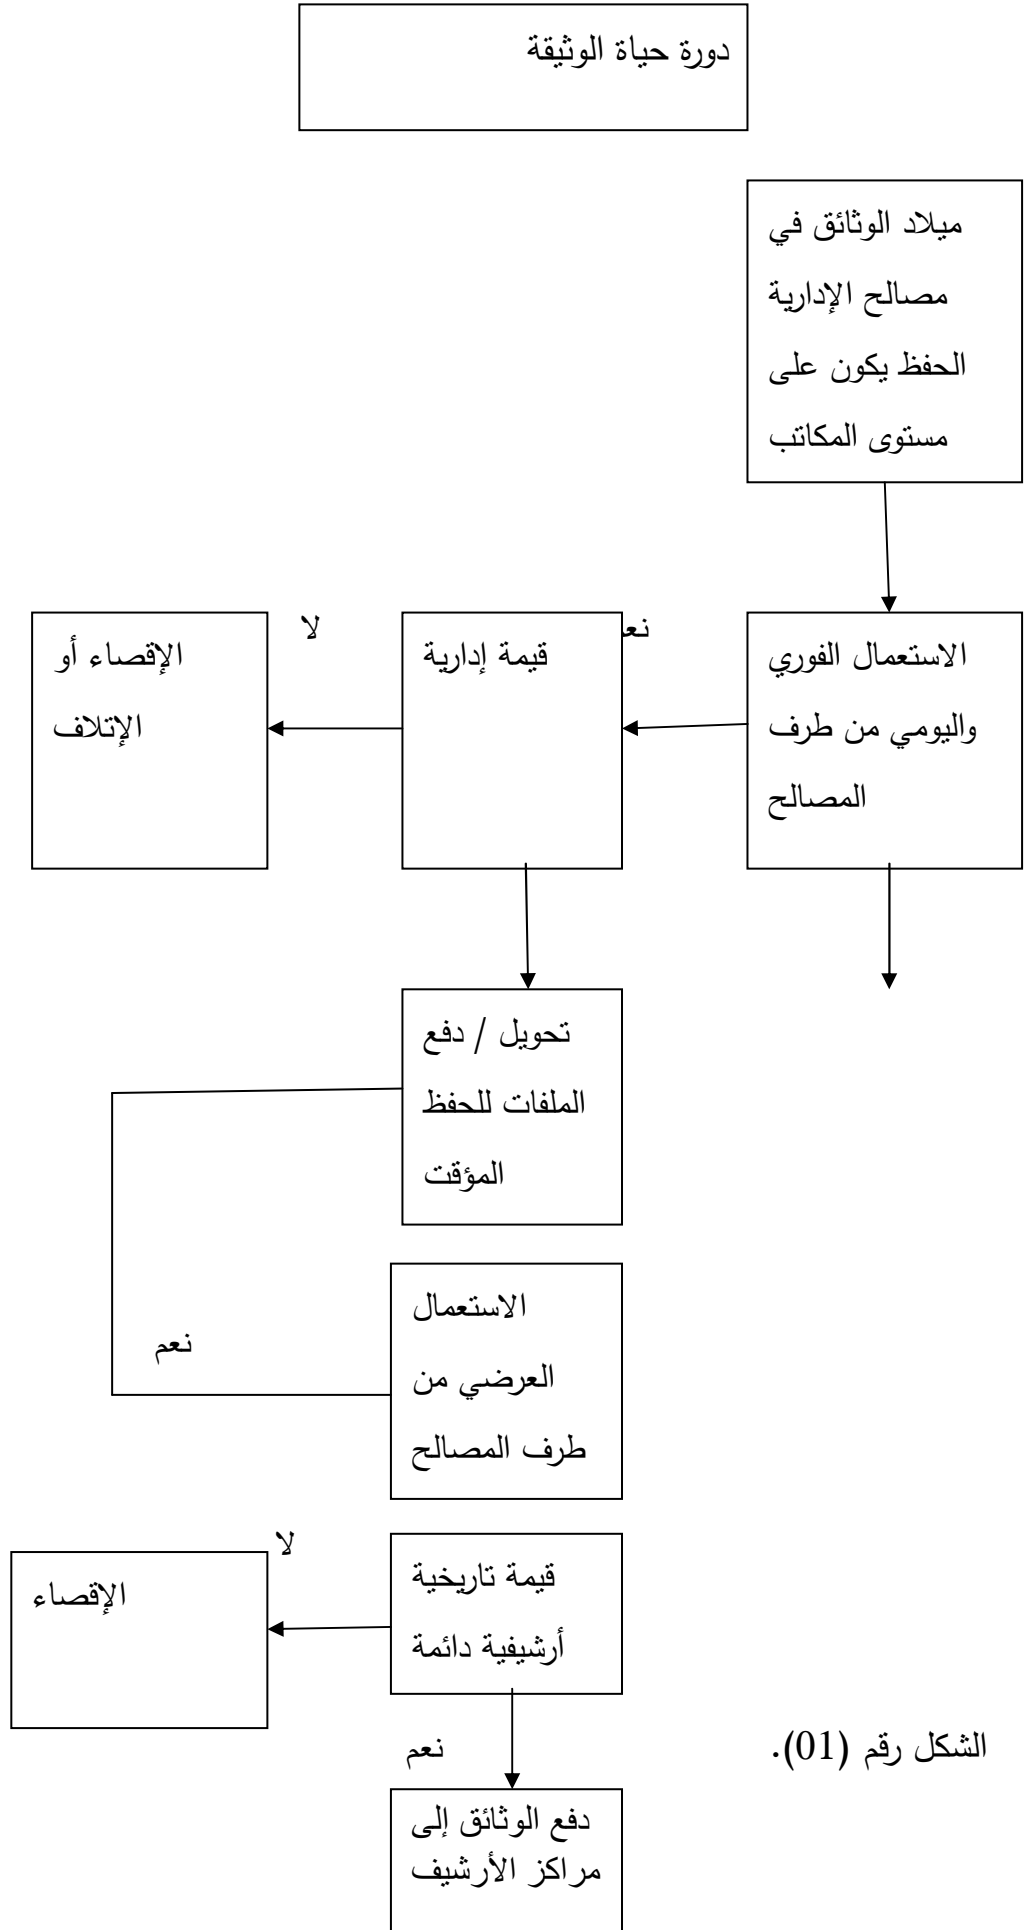 دورة حياة الوثيقة
ميلاد الوثائق في
مصالح الإدارية
الحفظ يكون على
مستوى المكاتب
الاستعمال الفوري
واليومي من طرف
المصالح
نعـ
قيمة إدارية
لا
الإقصاء أو
الإتلاف
تحويل / دفع
الملفات للحفظ
المؤقت
نعم
الاستعمال
العرضي من
طرف المصالح
قيمة تاريخية
أرشيفية دائمة
لا
الإقصاء
نعم
الشكل رقم (01).
دفع الوثائق إلى
مراكز الأرشيف